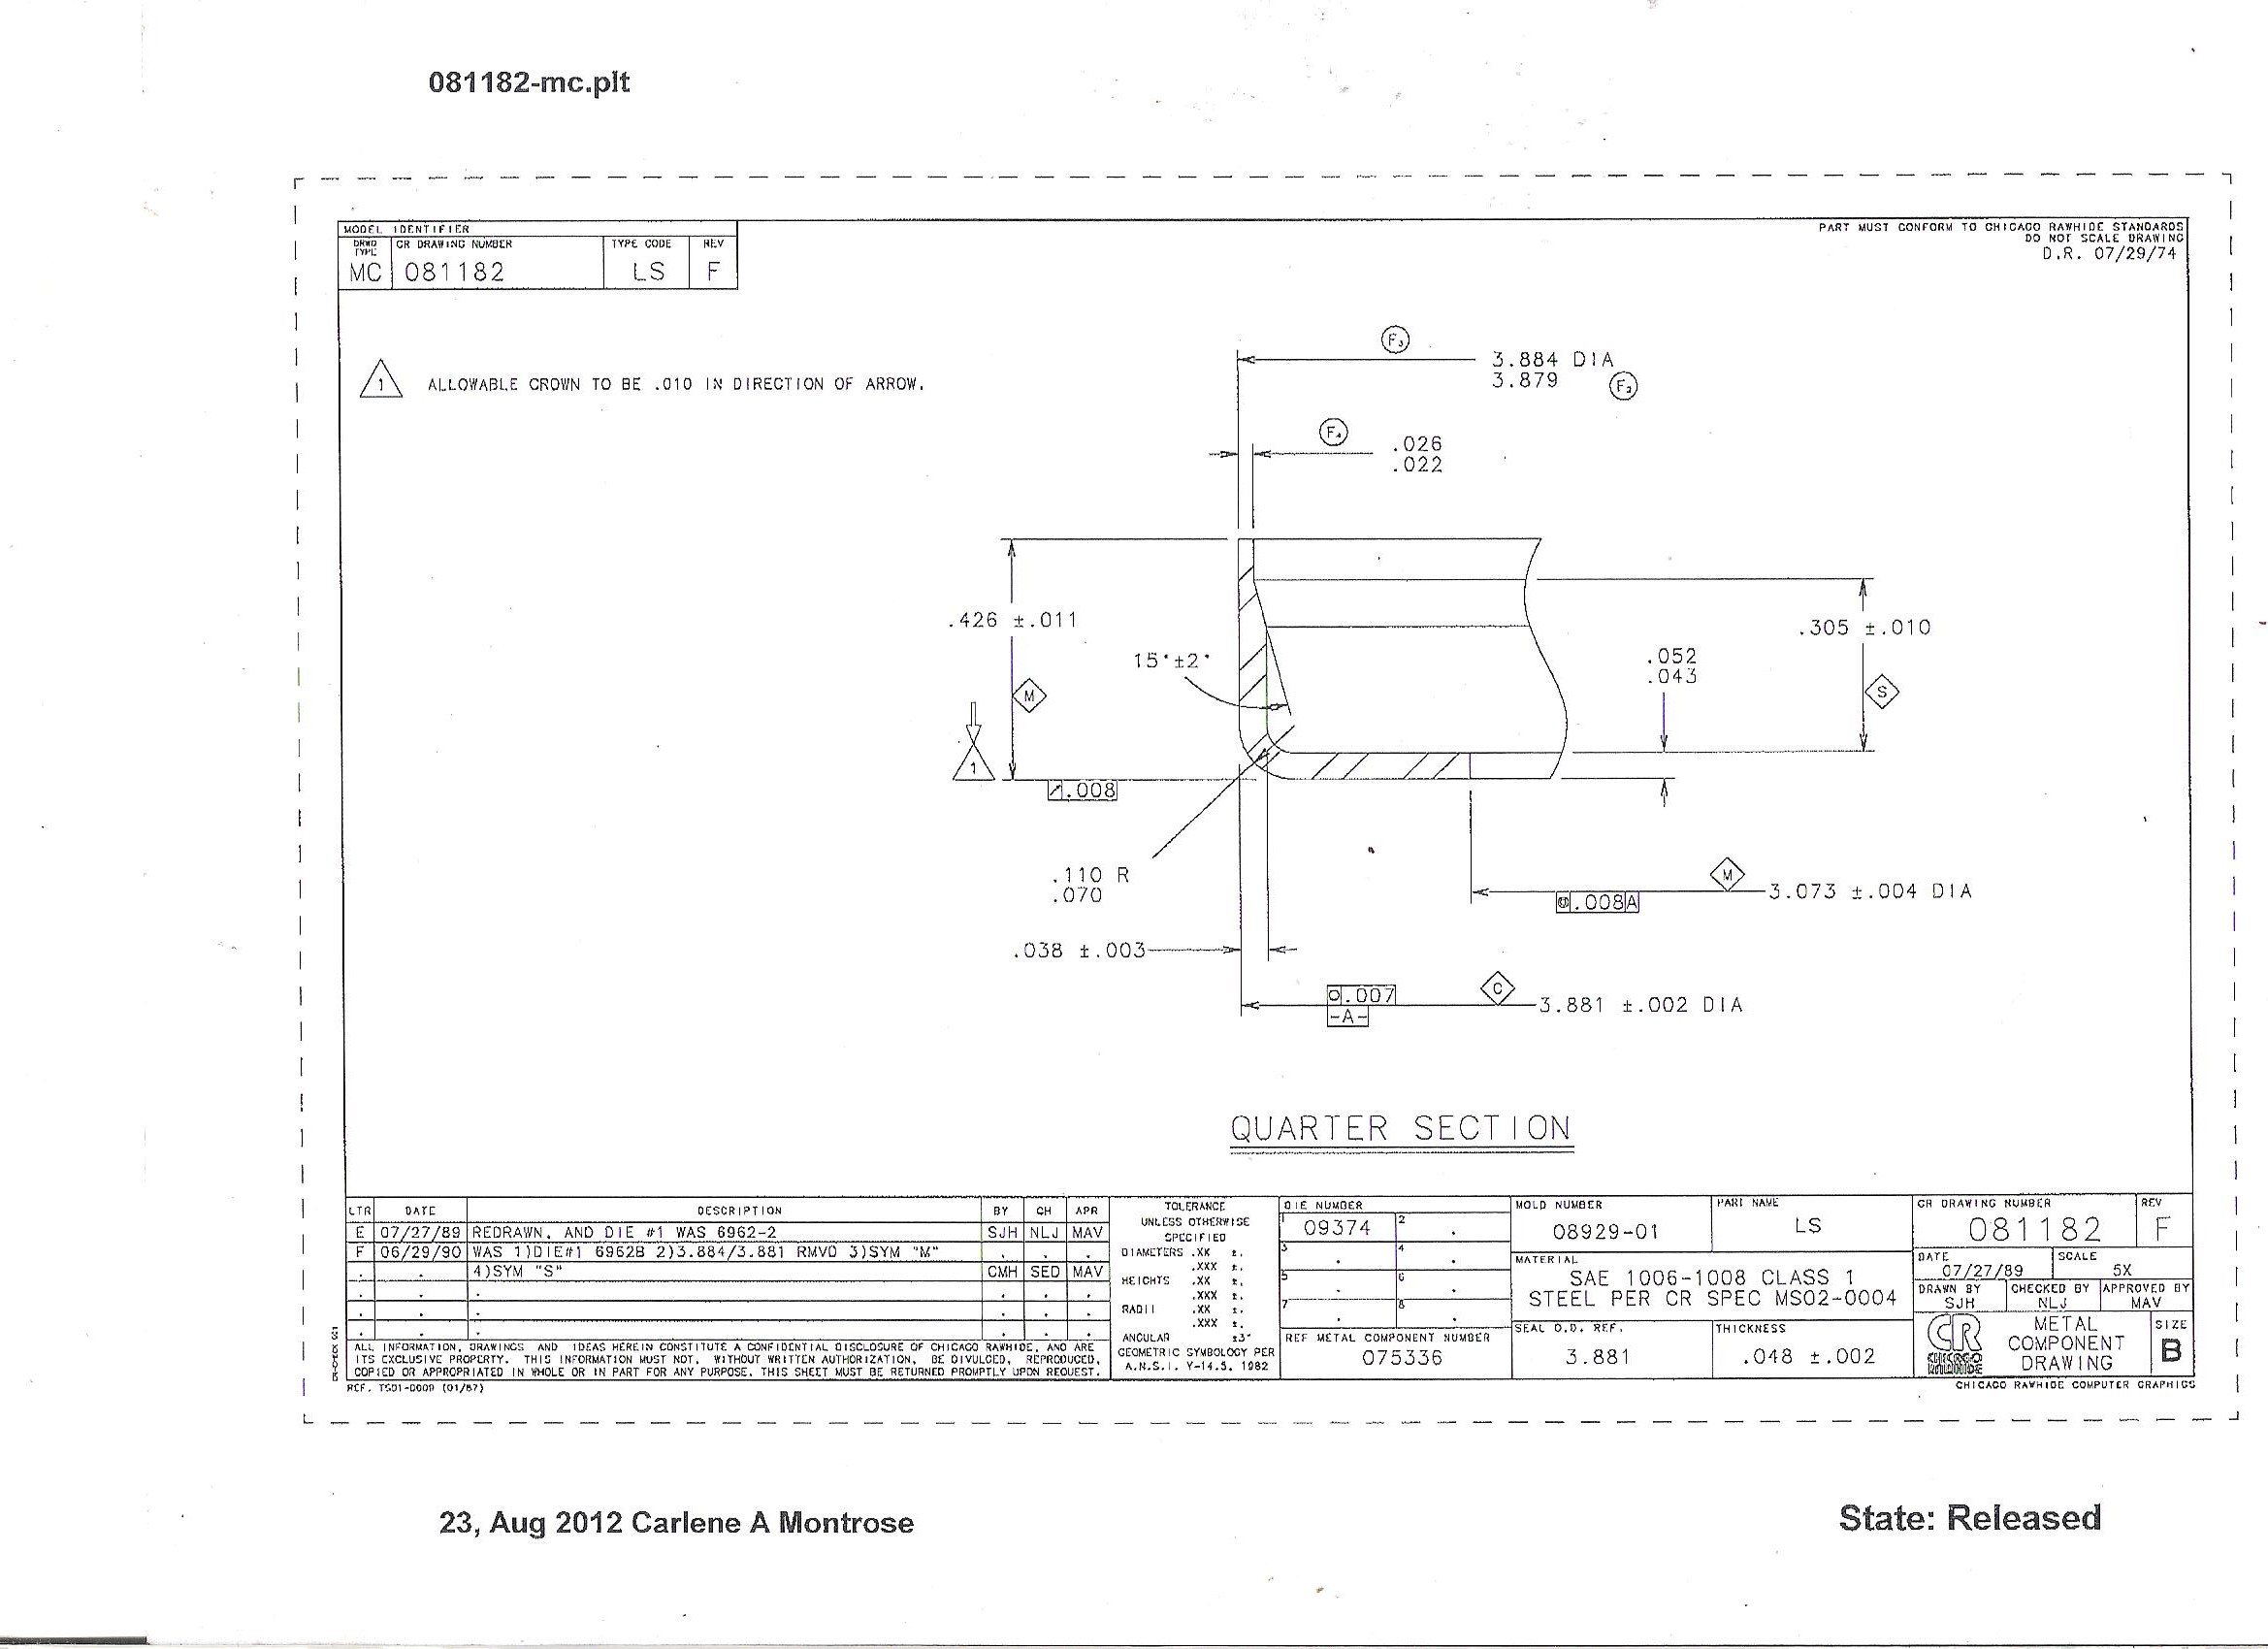 081182-mc.plt
MODEL IDENTIFIER
DRWG TYPE
CR DRAWING NUMBER
TYPE CODE
REV
MC 081182 LS F
PART MUST CONFORM TO CHICAGO RAWHIDE STANDARDS
DO NOT SCALE DRAWING
D.R. 07/29/74
1 ALLOWABLE CROWN TO BE .010 IN DIRECTION OF ARROW.
F3
3.884 DIA
3.879 F2
F4
.026
.022
.426 ±.011
15°±2°
.305 ±.010
.052
.043
M
S
1
.008
.110 R
.070
M
3.073 ±.004 DIA
.008 A
.038 ±.003
C
.007
-A-
3.881 ±.002 DIA
QUARTER SECTION
LTR DATE DESCRIPTION BY CH APR
E 07/27/89 REDRAWN, AND DIE #1 WAS 6962-2 SJH NLJ MAV
F 06/29/90 WAS 1)DIE#1 6962B 2)3.884/3.881 RMVD 3)SYM "M"
4)SYM "S" CMH SED MAV
ALL INFORMATION, DRAWINGS AND IDEAS HEREIN CONSTITUTE A CONFIDENTIAL DISCLOSURE OF CHICAGO RAWHIDE, AND ARE
ITS EXCLUSIVE PROPERTY. THIS INFORMATION MUST NOT, WITHOUT WRITTEN AUTHORIZATION, BE DIVULGED, REPRODUCED,
COPIED OR APPROPRIATED IN WHOLE OR IN PART FOR ANY PURPOSE. THIS SHEET MUST BE RETURNED PROMPTLY UPON REQUEST.
REF. TS01-0009 (01/87)
TOLERANCE
UNLESS OTHERWISE
SPECIFIED
DIAMETERS .XX ±.
.XXX ±.
HEIGHTS .XX ±.
.XXX ±.
RADII .XX ±.
.XXX ±.
ANGULAR ±3°
GEOMETRIC SYMBOLOGY PER
A.N.S.I. Y-14.5, 1982
DIE NUMBER
1 09374 2
3 4
5 6
7 8
REF METAL COMPONENT NUMBER
075336
MOLD NUMBER
08929-01
PART NAME
LS
MATERIAL
SAE 1006-1008 CLASS 1
STEEL PER CR SPEC MS02-0004
SEAL O.D. REF.
3.881
THICKNESS
.048 ±.002
CR DRAWING NUMBER
081182
REV
F
DATE
07/27/89
SCALE
5X
DRAWN BY
SJH
CHECKED BY
NLJ
APPROVED BY
MAV
CR
CHICAGO
RAWHIDE
METAL
COMPONENT
DRAWING
SIZE
B
CHICAGO RAWHIDE COMPUTER GRAPHICS
23, Aug 2012 Carlene A Montrose
State: Released